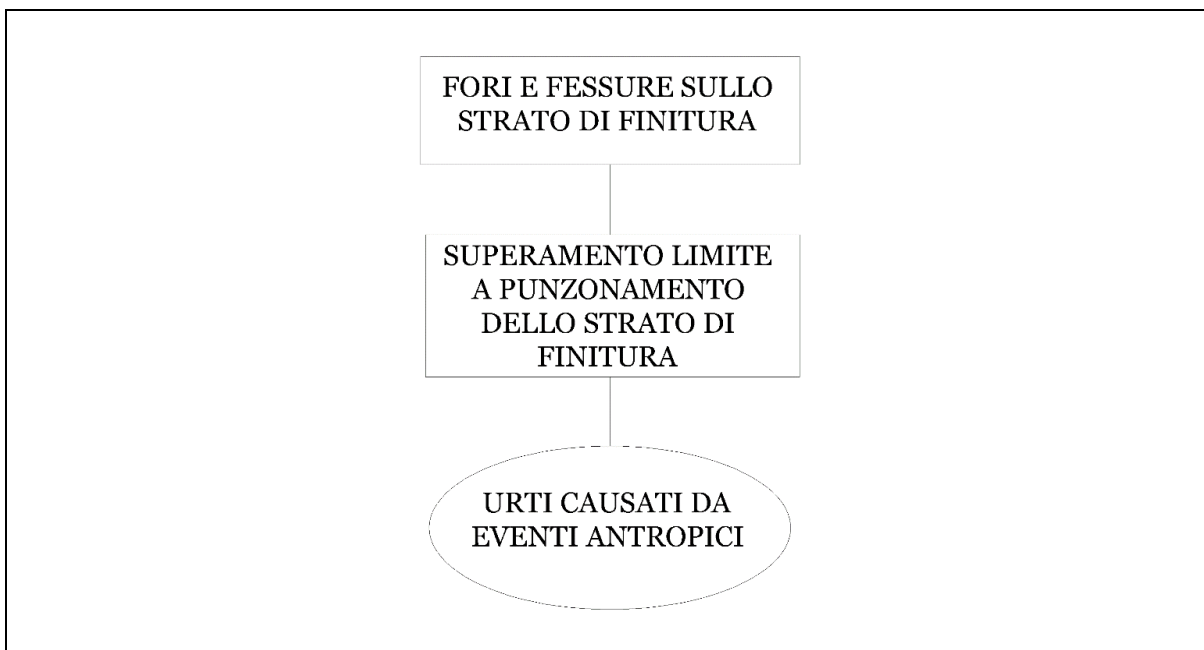 FORI E FESSURE SULLO
STRATO DI FINITURA
SUPERAMENTO LIMITE
A PUNZONAMENTO
DELLO STRATO DI
FINITURA
URTI CAUSATI DA
EVENTI ANTROPICI